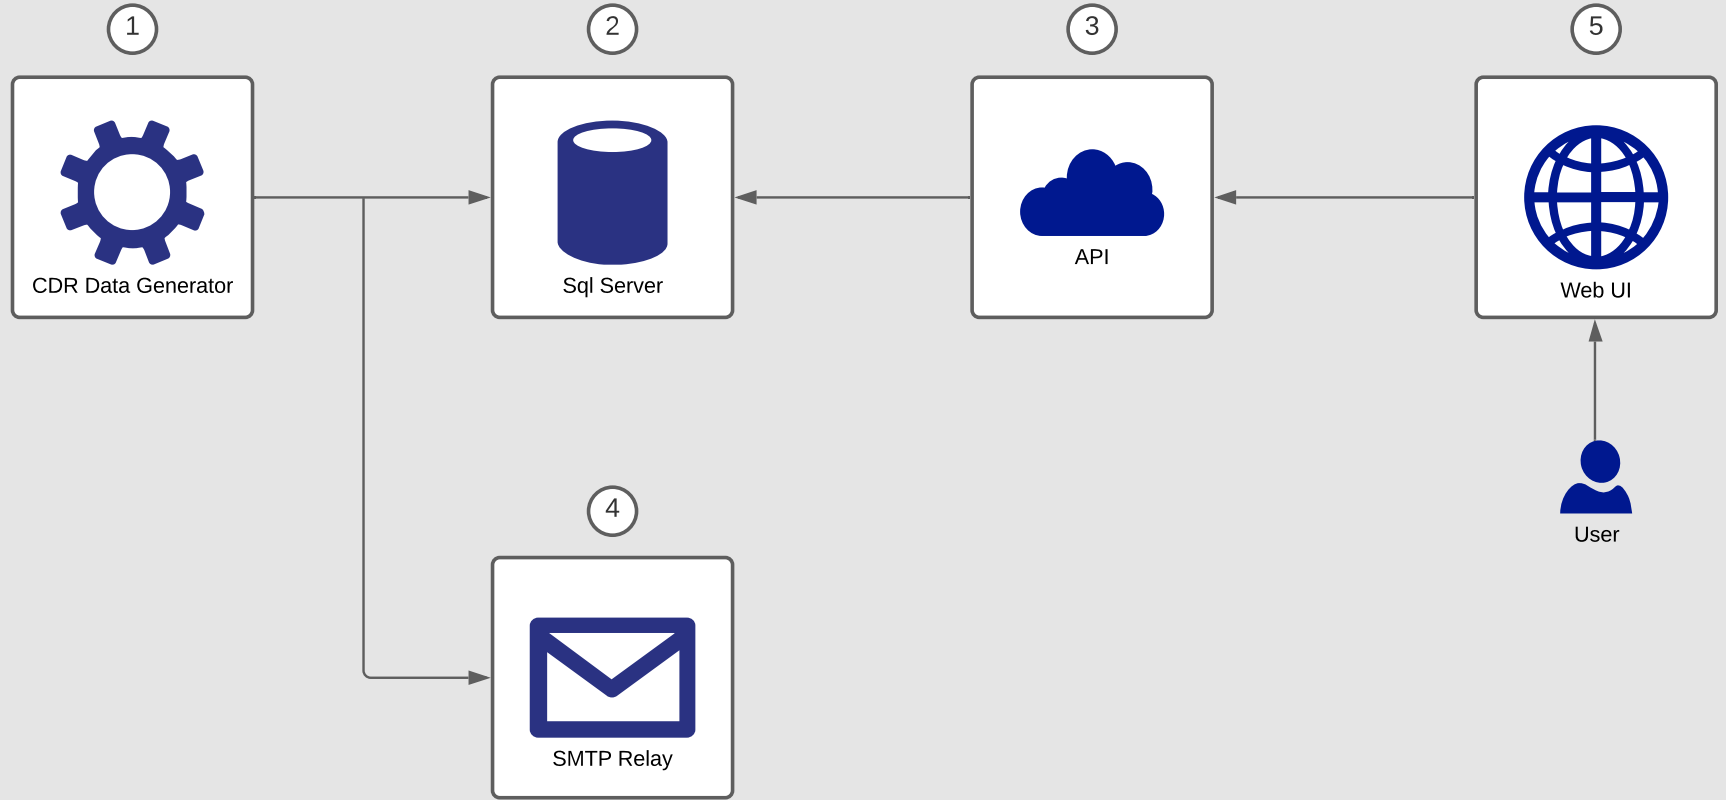 1
2
3
5
CDR Data Generator
Sql Server
API
Web UI
4
User
SMTP Relay